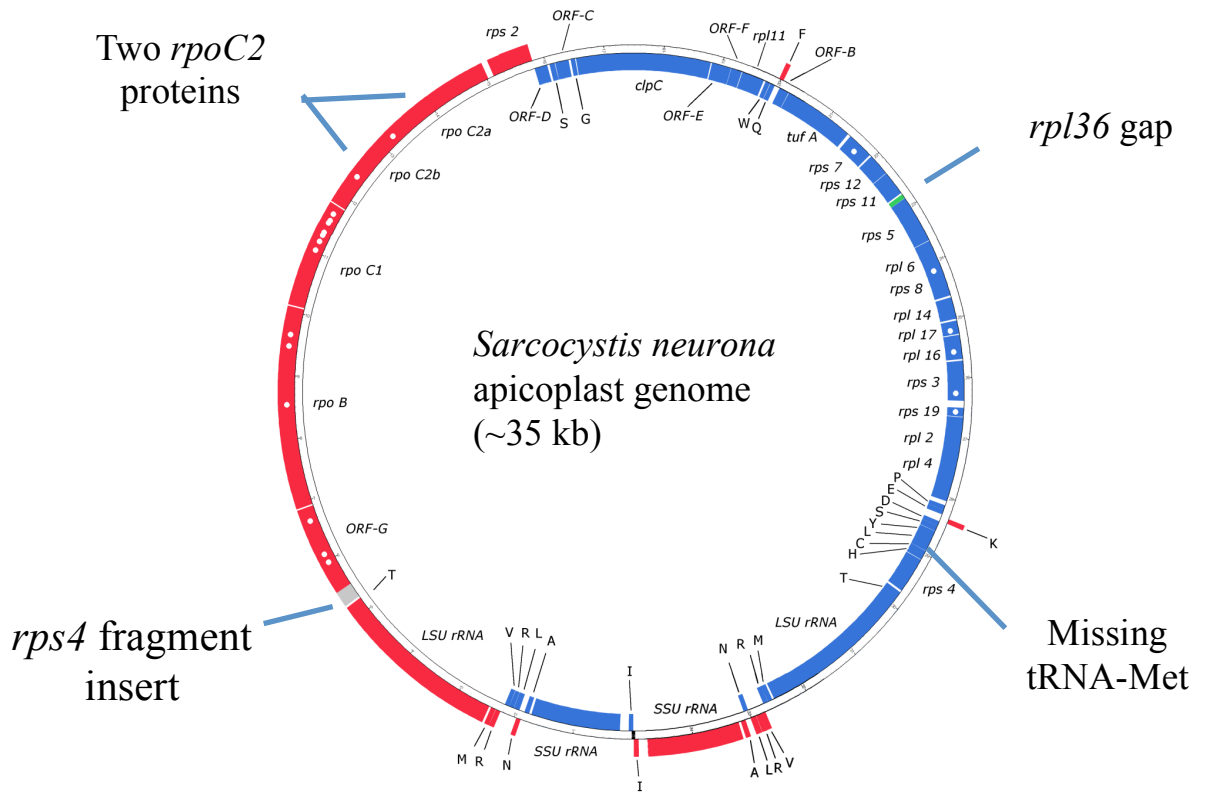 Two rpoC2
proteins
rps 2
ORF-C
ORF-F
rpl11
F
ORF-B
ORF-D
S
G
clpC
ORF-E
W
Q
tuf A
rpl36 gap
rpo C2a
rpo C2b
rpo C1
rpo B
ORF-G
T
rps 7
rps 12
rps 11
rps 5
rpl 6
rps 8
rpl 14
rpl 17
rpl 16
rps 3
rps 19
rpl 2
rpl 4
Sarcocystis neurona
apicoplast genome
(~35 kb)
P
E
D
S
Y
L
C
H
K
T
rps 4
rps4 fragment
insert
Missing
tRNA-Met
LSU rRNA
V
R
L
A
M
R
N
SSU rRNA
I
I
SSU rRNA
N
R
M
LSU rRNA
A
L
R
V